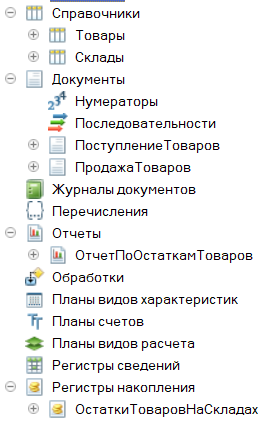 Справочники
Товары
Склады
Документы
Нумераторы
Последовательности
ПоступлениеТоваров
ПродажаТоваров
Журналы документов
Перечисления
Отчеты
ОтчетПоОстаткамТоваров
Обработки
Планы видов характеристик
Планы счетов
Планы видов расчета
Регистры сведений
Регистры накопления
ОстаткиТоваровНаСкладах